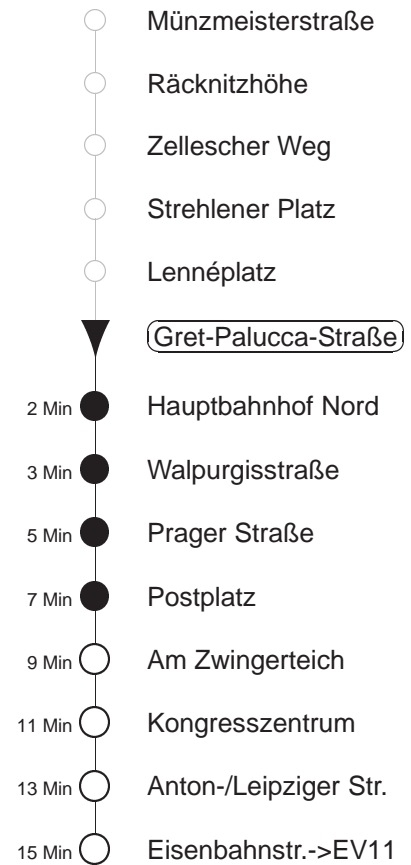 Münzmeisterstraße
Räcknitzhöhe
Zellescher Weg
Strehlener Platz
Lennéplatz
Gret-Palucca-Straße
2 Min Hauptbahnhof Nord
3 Min Walpurgisstraße
5 Min Prager Straße
7 Min Postplatz
9 Min Am Zwingerteich
11 Min Kongresszentrum
13 Min Anton-/Leipziger Str.
15 Min Eisenbahnstr.->EV11